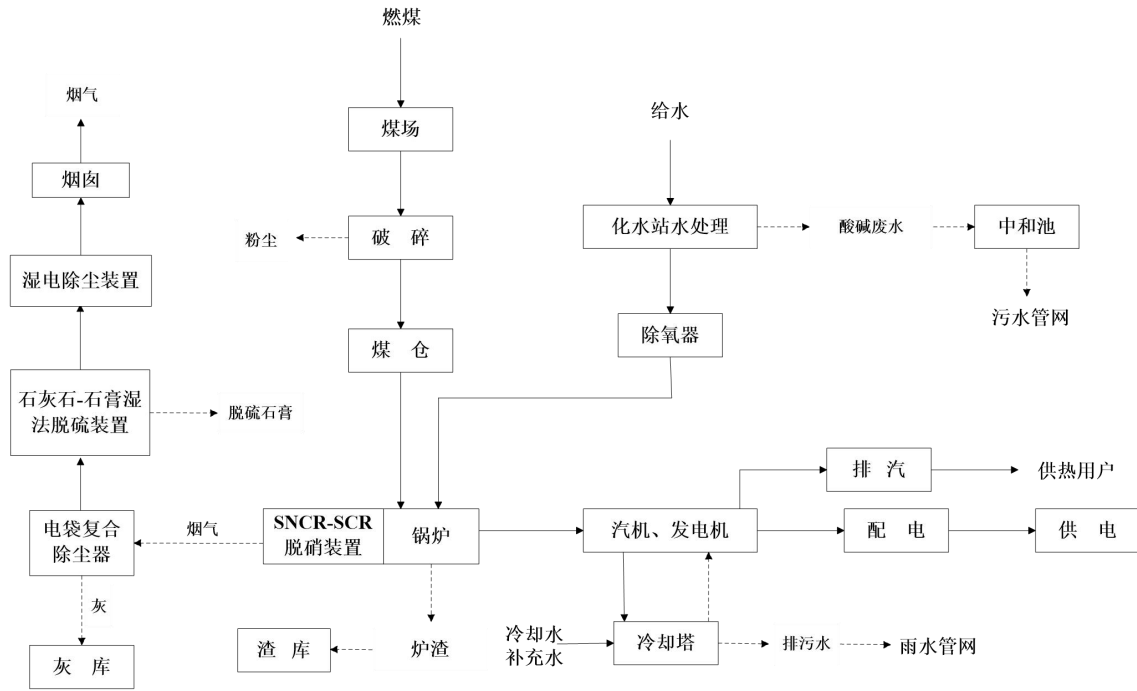 燃煤
烟气
煤场
给水
烟囱
化水站水处理
酸碱废水
中和池
粉尘
破 碎
湿电除尘装置
污水管网
除氧器
煤 仓
石灰石-石膏湿
法脱硫装置
脱硫石膏
排 汽
供热用户
电袋复合
除尘器
烟气
SNCR-SCR
脱硝装置
锅炉
汽机、发电机
配 电
供 电
灰
冷却水
补充水
冷却塔
排污水
雨水管网
渣 库
炉渣
灰 库